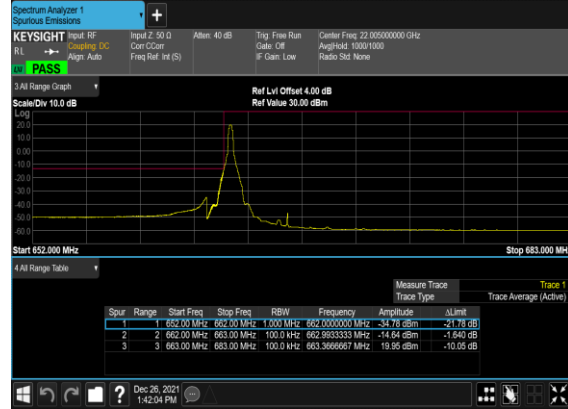 Spectrum Analyzer 1
Spurious Emissions
KEYSIGHT Input: RF Input Z: 50 Ω Atten: 40 dB Trig: Free Run Center Freq: 22.005000000 GHz
RL Coupling: DC Corr CCorr Gate: Off Avg|Hold: 1000/1000
Align: Auto Freq Ref: Int (S) IF Gain: Low Radio Std: None
PASS
3 All Range Graph
Ref Lvl Offset 4.00 dB
Scale/Div 10.0 dB Ref Value 30.00 dBm
Log
20.0
10.0
0.00
-10.0
-20.0
-30.0
-40.0
-50.0
-60.0
Start 652.000 MHz Stop 683.000 MH
4 All Range Table
Measure Trace Trace 1
Trace Type Trace Average (Active)
Spur Range Start Freq Stop Freq RBW Frequency Amplitude ΔLimit
1 1 652.00 MHz 662.00 MHz 1.000 MHz 662.0000000 MHz -34.78 dBm -21.78 dB
2 2 662.00 MHz 663.00 MHz 100.0 kHz 662.9933333 MHz -14.64 dBm -1.640 dB
3 3 663.00 MHz 683.00 MHz 100.0 kHz 663.3666667 MHz 19.95 dBm -10.05 dB
? Dec 26, 2021
1:42:04 PM